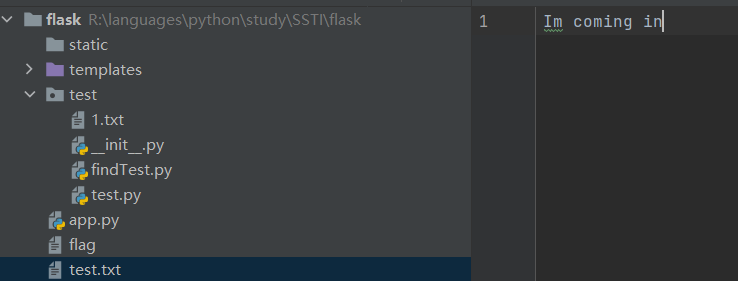 flask R:\languages\python\study\SSTI\flask
static
templates
test
1.txt
__init__.py
findTest.py
test.py
app.py
flag
test.txt
1 Im coming in